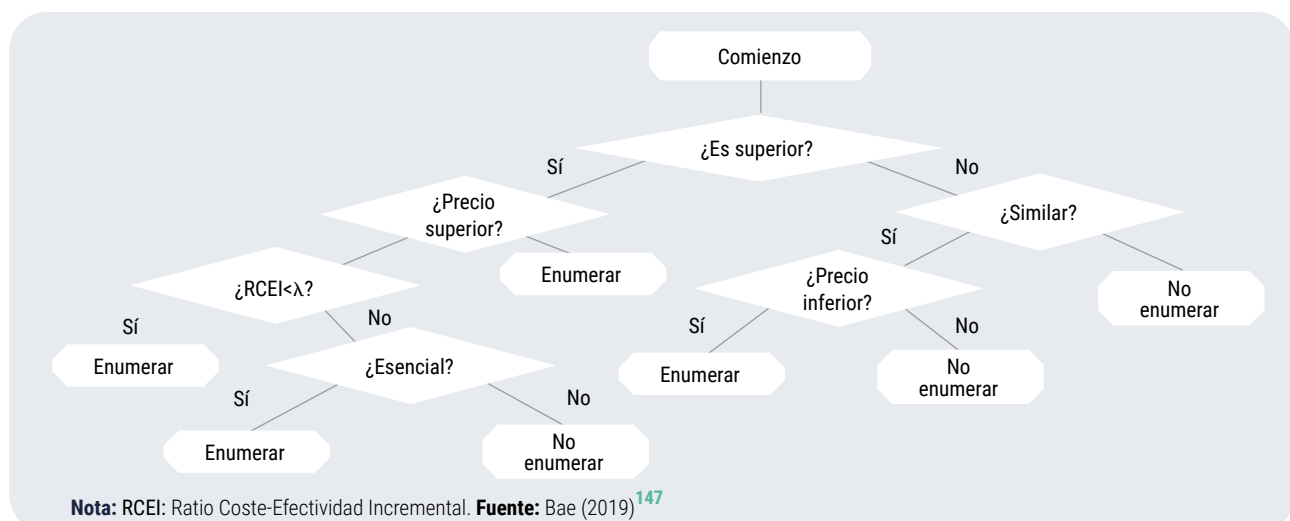 Comienzo
¿Es superior?
Sí
No
¿Precio
superior?
¿Similar?
Sí
Enumerar
¿RCEI<λ?
¿Precio
inferior?
No
enumerar
Sí
No
Sí
No
Enumerar
¿Esencial?
Enumerar
No
enumerar
Sí
No
Enumerar
No
enumerar
Nota: RCEI: Ratio Coste-Efectividad Incremental. Fuente: Bae (2019)147